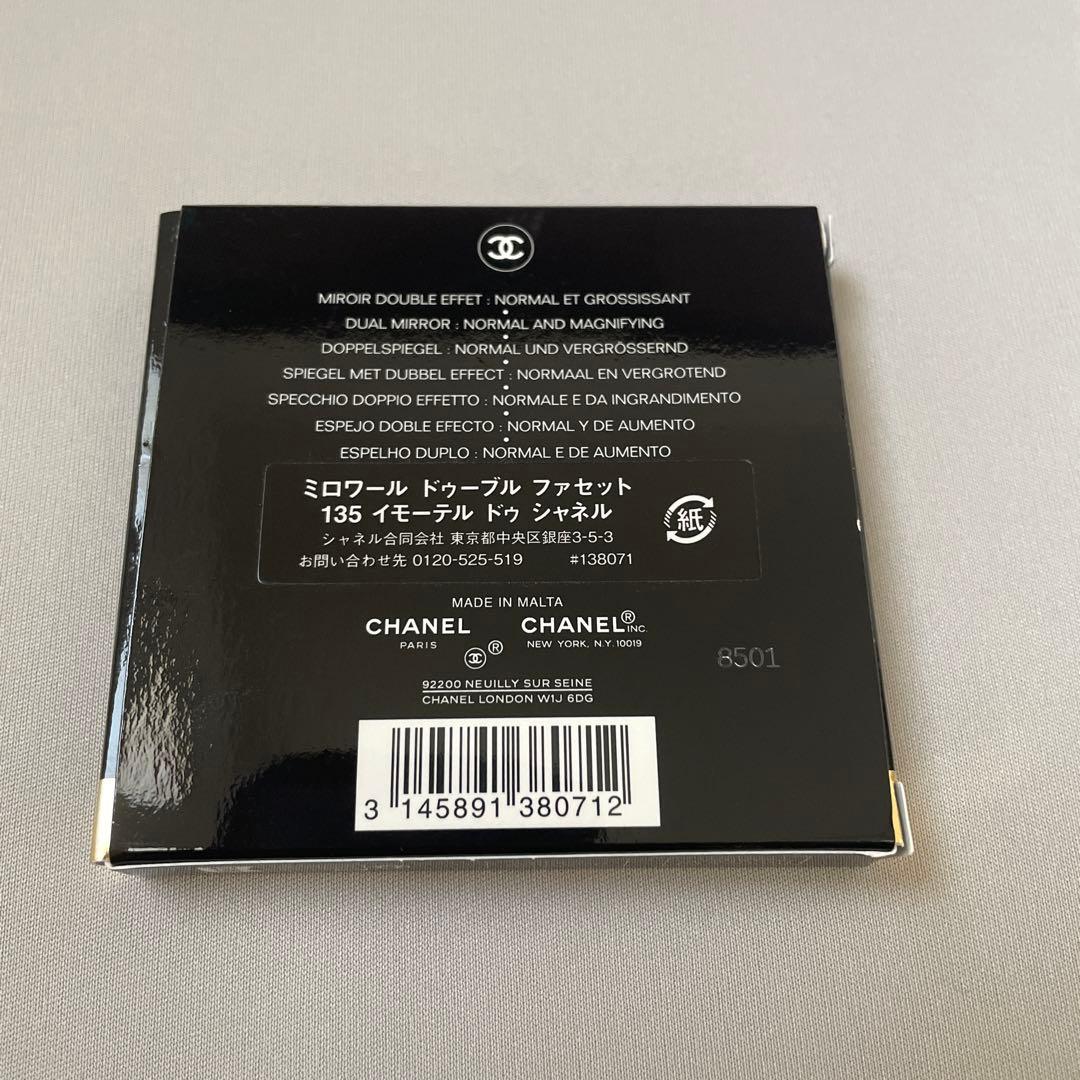 MIROIR DOUBLE EFFET : NORMAL ET GROSSISSANT
DUAL MIRROR : NORMAL AND MAGNIFYING
DOPPELSPIEGEL : NORMAL UND VERGRÖSSERND
SPIEGEL MET DUBBEL EFFECT : NORMAAL EN VERGROTEND
SPECCHIO DOPPIO EFFETTO : NORMALE E DA INGRANDIMENTO
ESPEJO DOBLE EFECTO : NORMAL Y DE AUMENTO
ESPELHO DUPLO : NORMAL E DE AUMENTO
ミロワール ドゥーブル ファセット
135 イモーテル ドゥ シャネル
シャネル合同会社 東京都中央区銀座3-5-3
お問い合わせ先 0120-525-519 #138071
紙
MADE IN MALTA
CHANEL CHANEL® INC.
PARIS NEW YORK, N.Y. 10019
®
8501
92200 NEUILLY SUR SEINE
CHANEL LONDON W1J 6DG
3 145891 380712